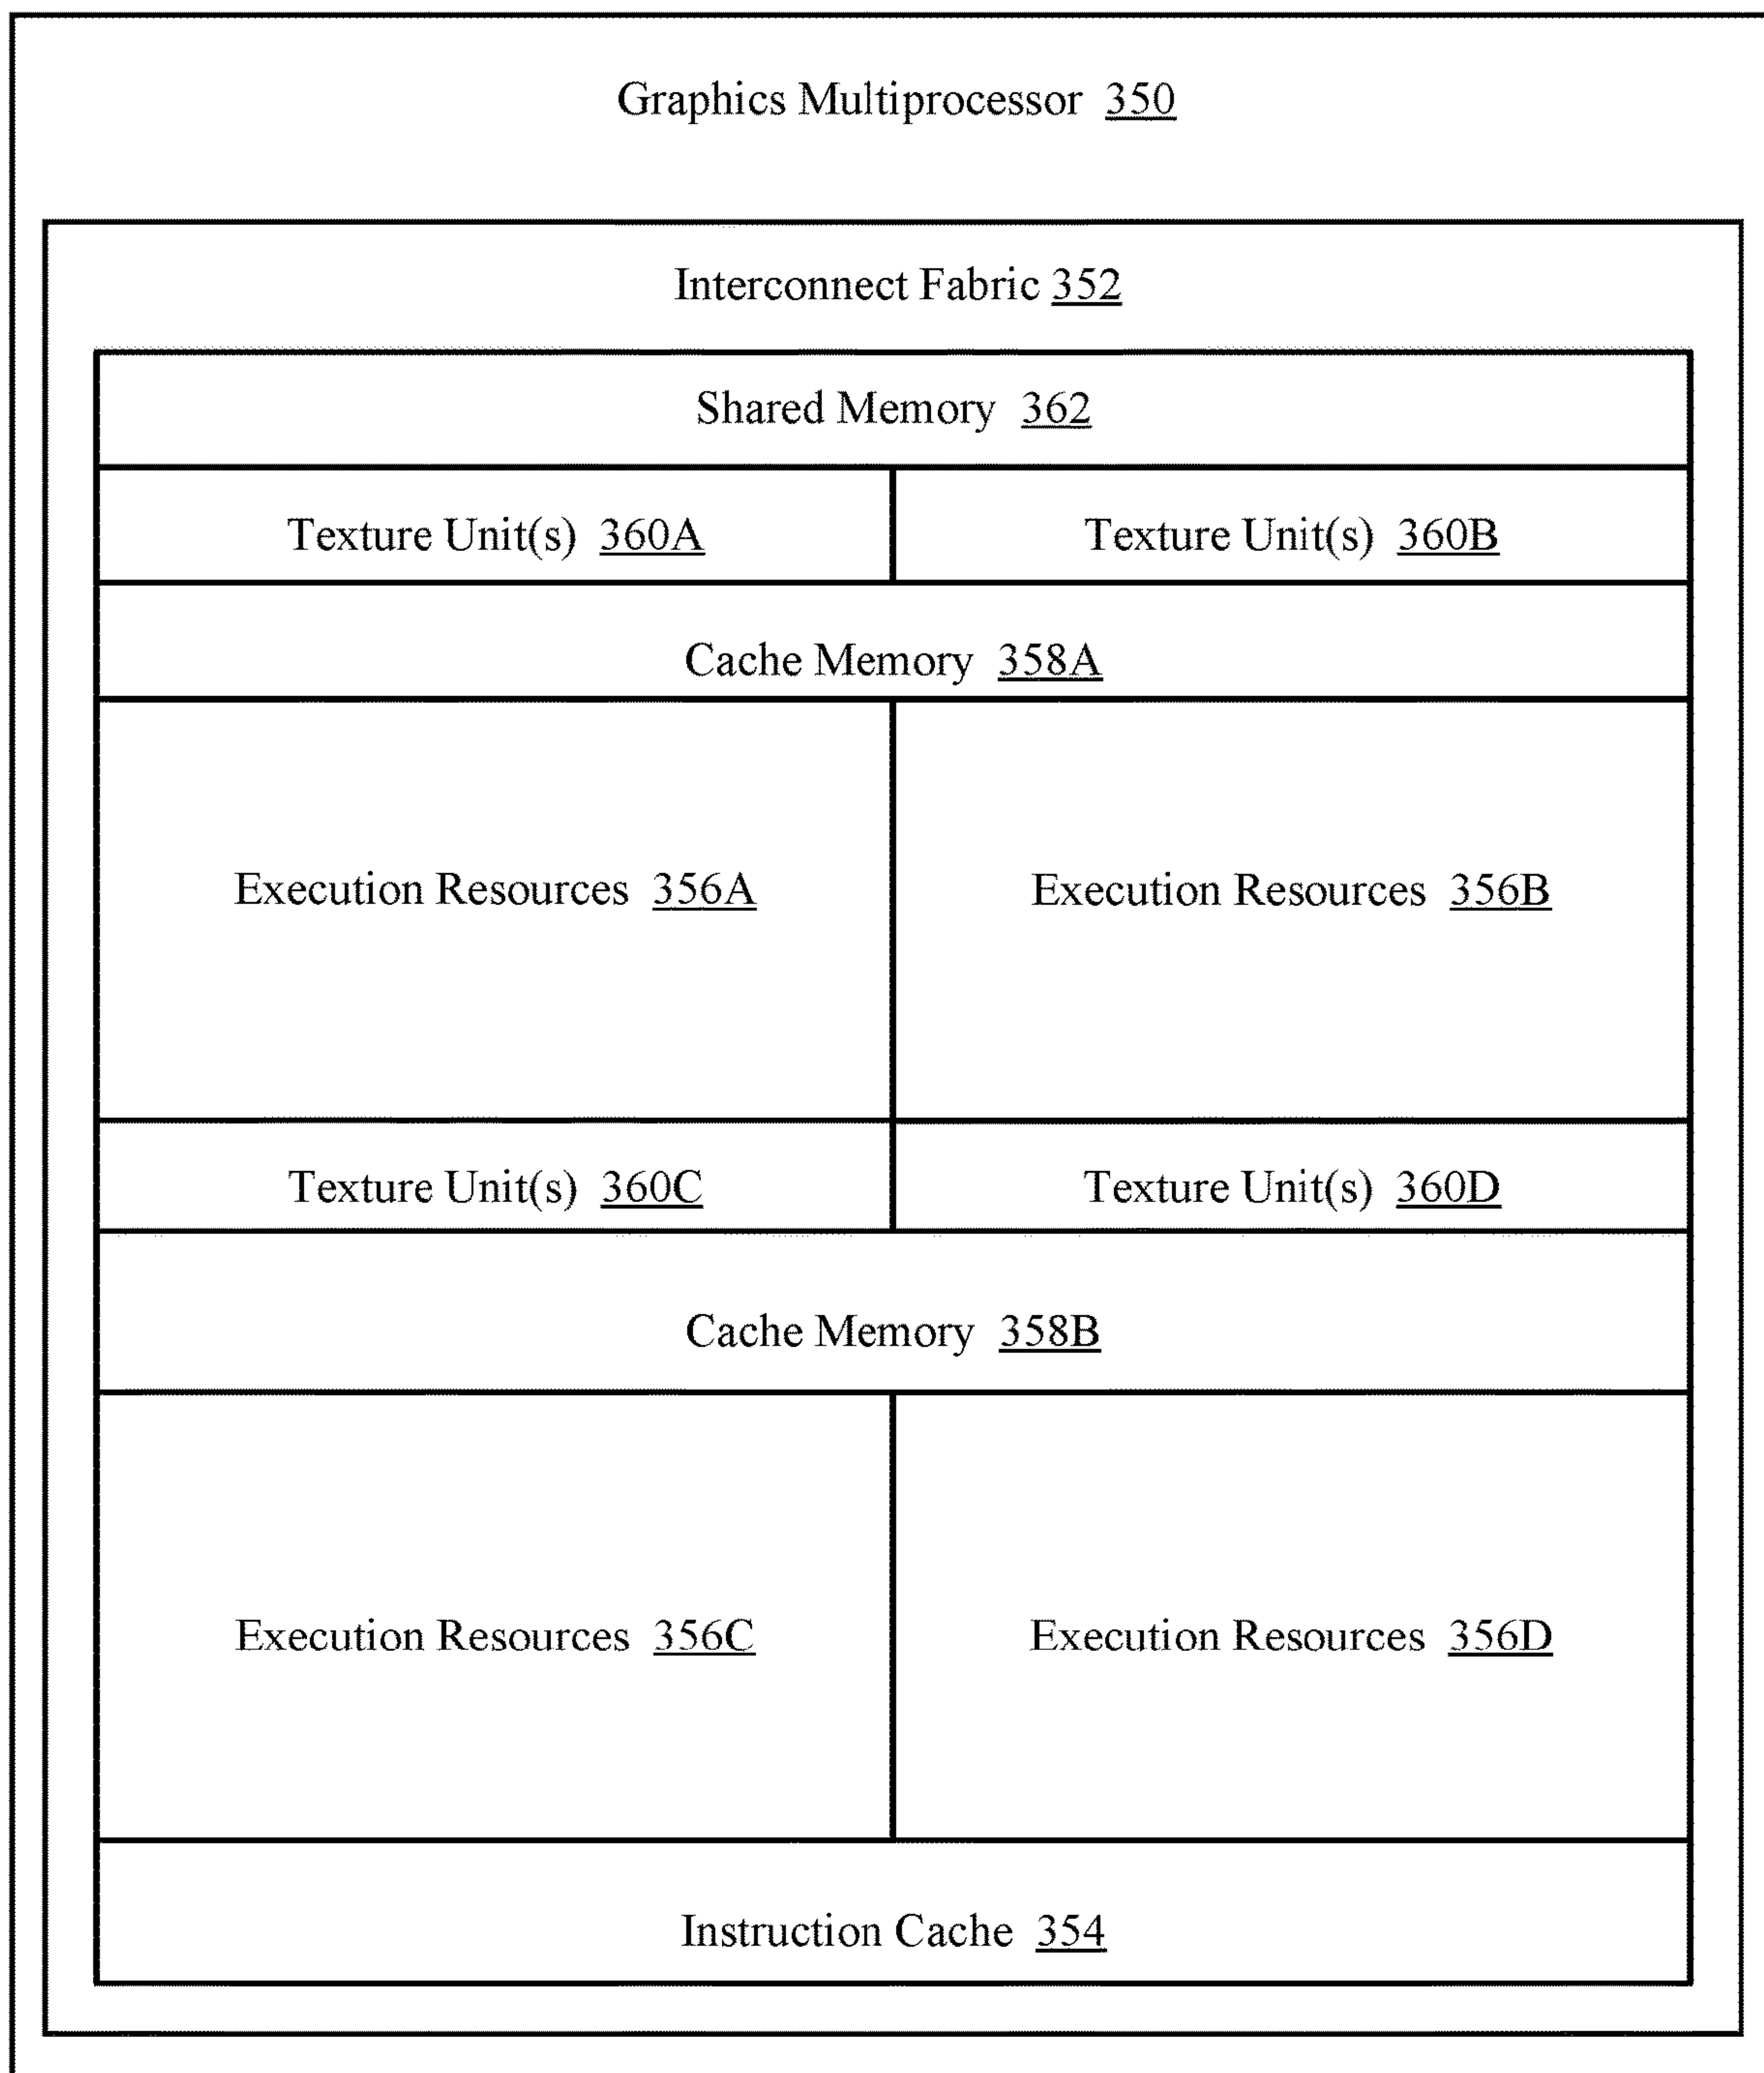 Graphics Multiprocessor 350
Interconnect Fabric 352
Shared Memory 362
Texture Unit(s) 360A
Texture Unit(s) 360B
Cache Memory 358A
Execution Resources 356A
Execution Resources 356B
Texture Unit(s) 360C
Texture Unit(s) 360D
Cache Memory 358B
Execution Resources 356C
Execution Resources 356D
Instruction Cache 354